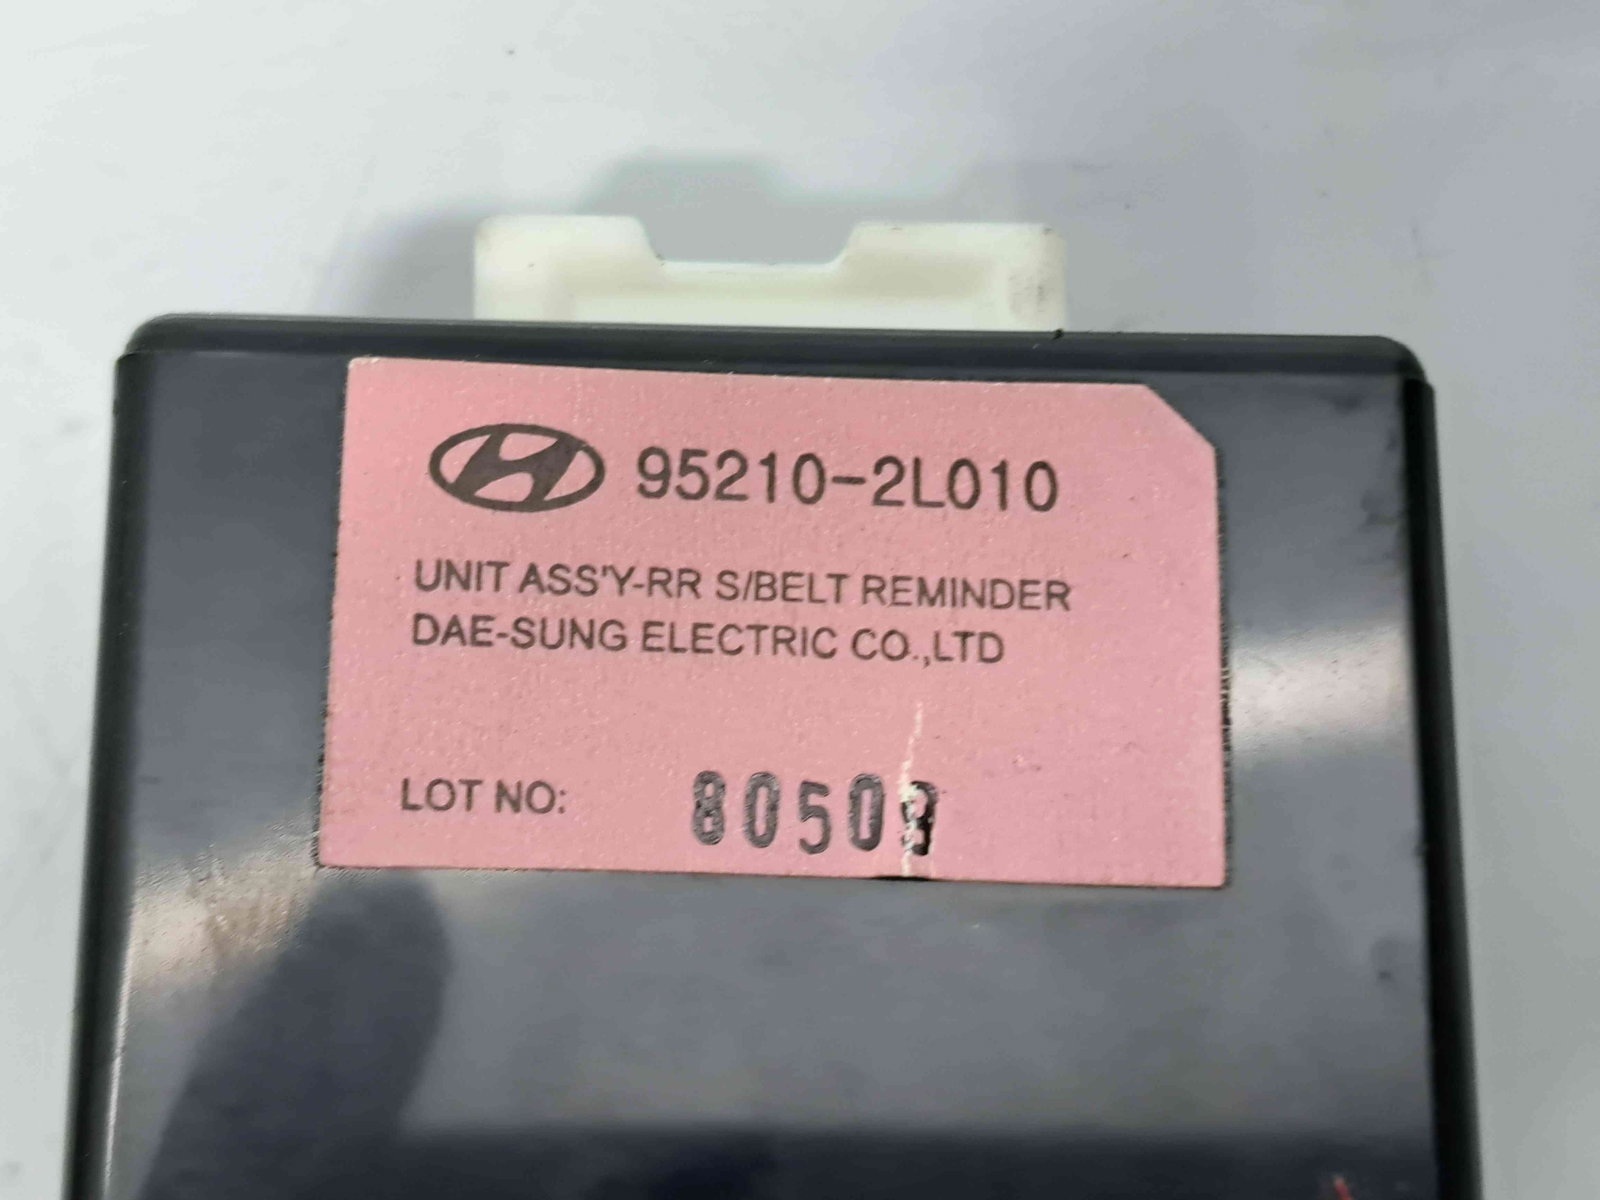 95210-2L010
UNIT ASS'Y-RR S/BELT REMINDER
DAE-SUNG ELECTRIC CO.,LTD
LOT NO: